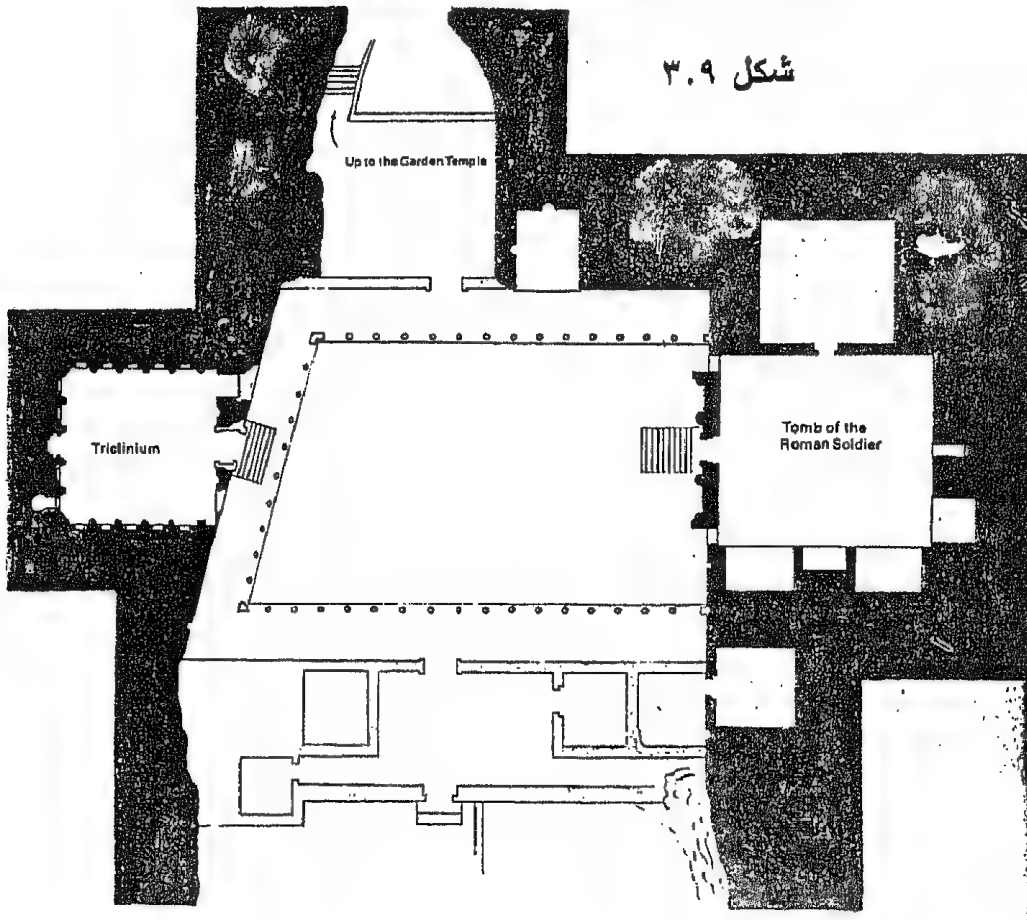 شكل ٣.٩
Up to the Garden Temple
Triclinium
Tomb of the
Roman Soldier